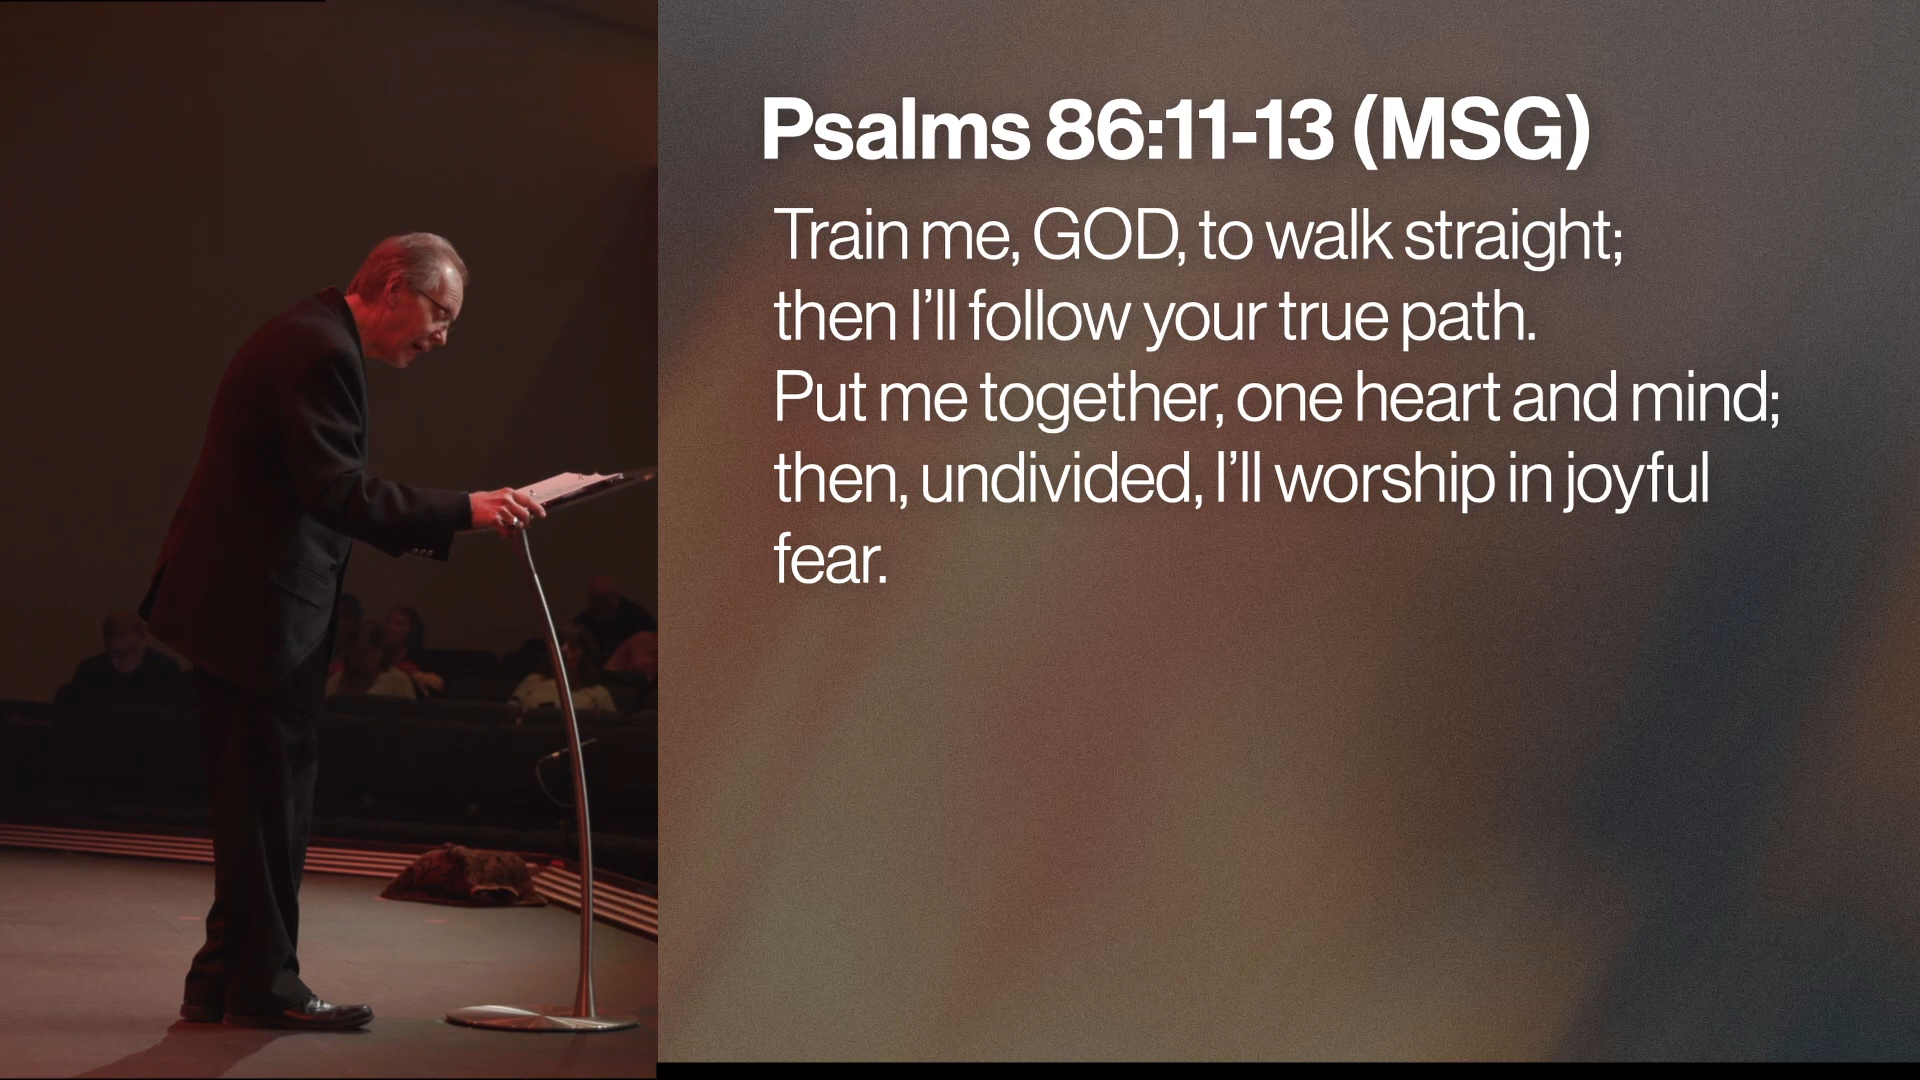 Psalms 86:11-13 (MSG)
Train me, GOD, to walk straight;
then I’ll follow your true path.
Put me together, one heart and mind;
then, undivided, I’ll worship in joyful
fear.